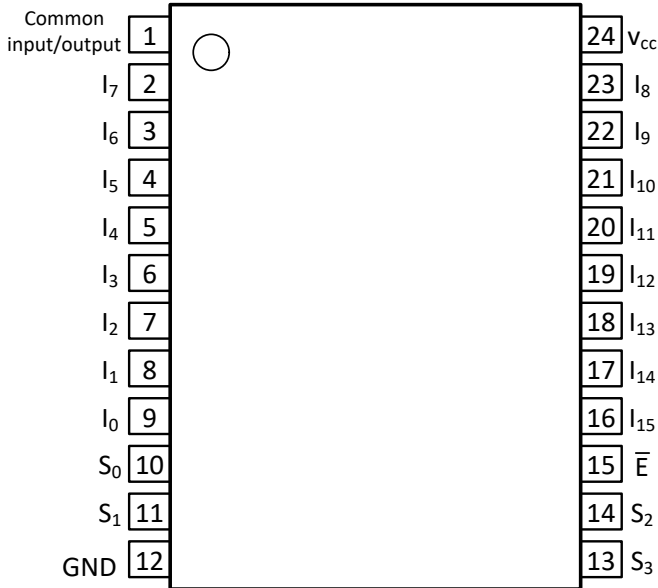 Common
input/output 1
I7 2
I6 3
I5 4
I4 5
I3 6
I2 7
I1 8
I0 9
S0 10
S1 11
GND 12
24 vcc
23 I8
22 I9
21 I10
20 I11
19 I12
18 I13
17 I14
16 I15
15 E̅
14 S2
13 S3